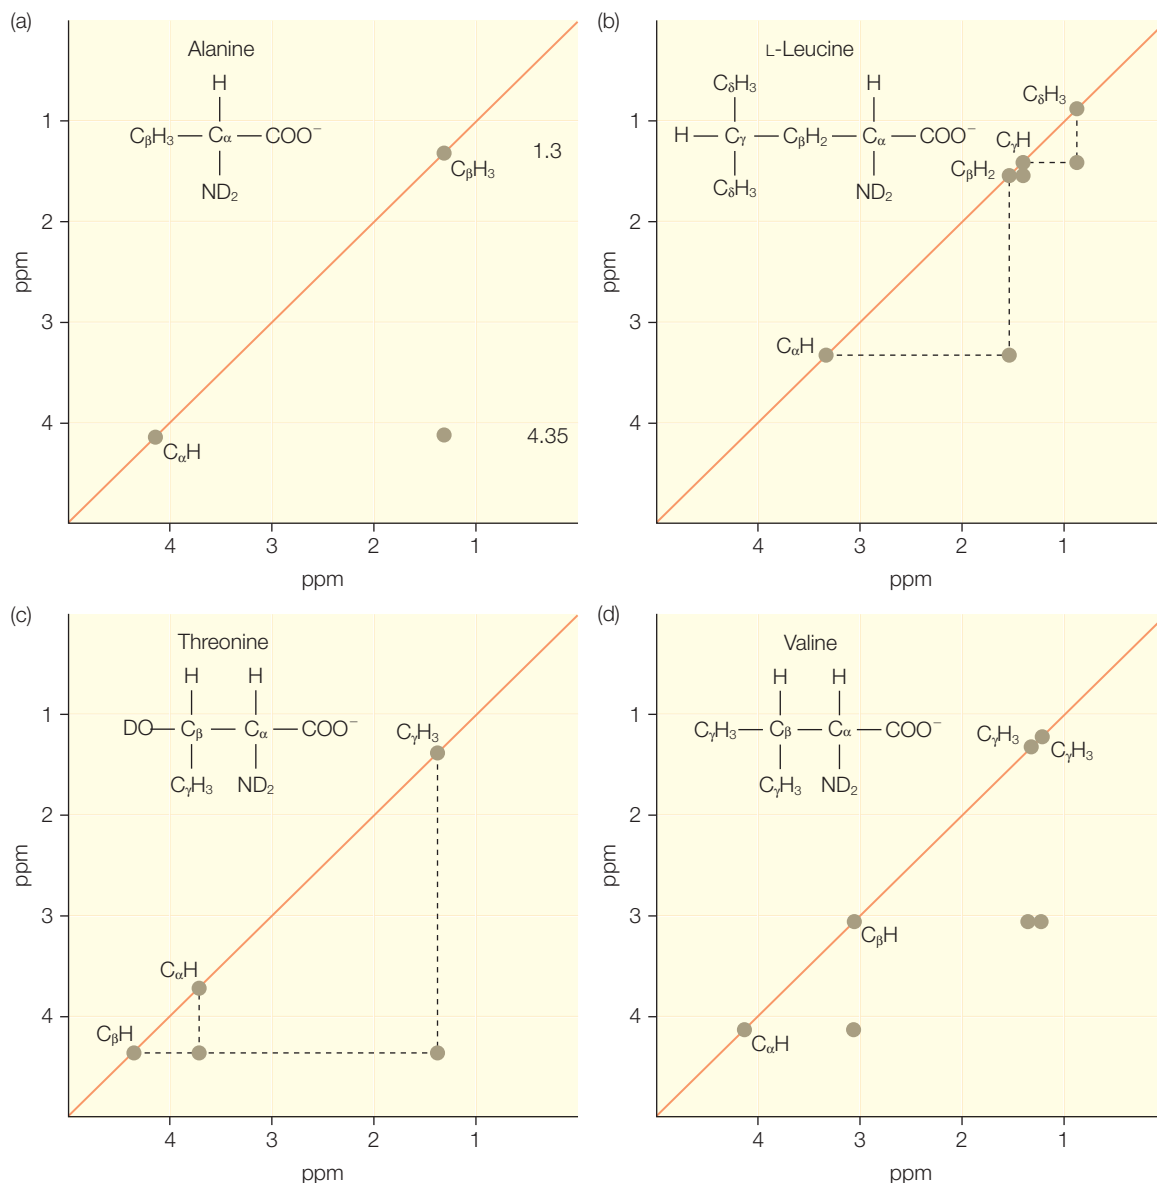 (a)
Alanine
H
CβH₃ — Cα — COO⁻
ND₂
CβH₃
1.3
CαH
4.35
1
2
3
4
ppm
4 3 2 1
ppm
(b)
L-Leucine
CδH₃ H
H — Cγ — CβH₂ — Cα — COO⁻
CδH₃ ND₂
CδH₃
CγH
CβH₂
CαH
1
2
3
4
ppm
4 3 2 1
ppm
(c)
Threonine
H H
DO — Cβ — Cα — COO⁻
CγH₃ ND₂
CγH₃
CαH
CβH
1
2
3
4
ppm
4 3 2 1
ppm
(d)
Valine
H H
CγH₃ — Cβ — Cα — COO⁻
CγH₃ ND₂
CγH₃
CγH₃
CβH
CαH
1
2
3
4
ppm
4 3 2 1
ppm